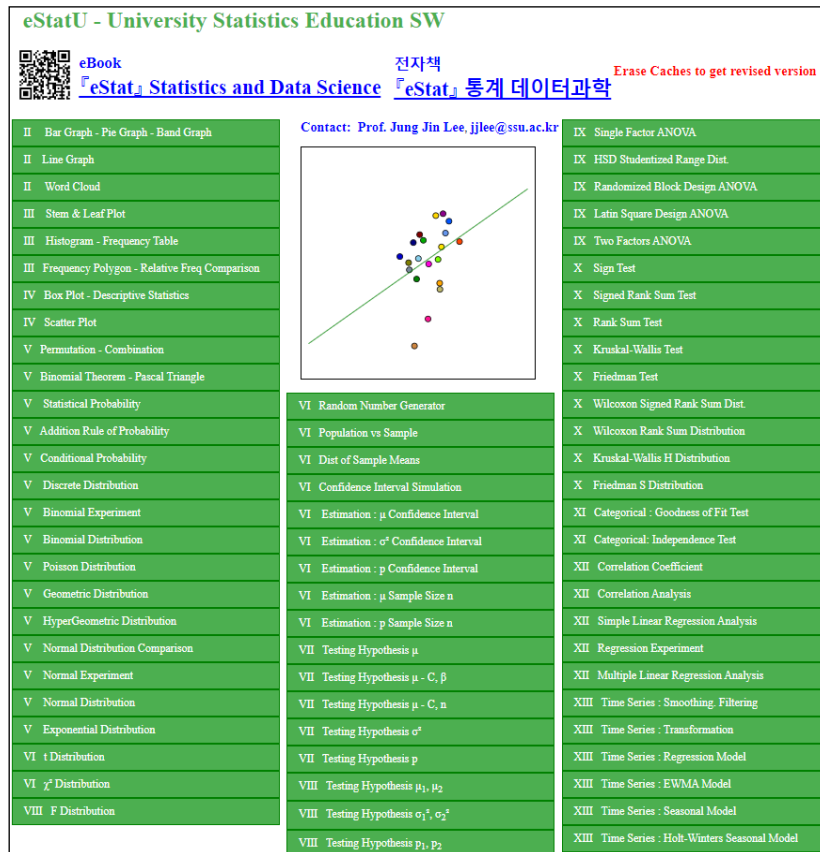 eStatU - University Statistics Education SW
eBook
『eStat』 Statistics and Data Science
전자책
『eStat』 통계 데이터과학
Erase Caches to get revised version
II Bar Graph - Pie Graph - Band Graph
II Line Graph
II Word Cloud
III Stem & Leaf Plot
III Histogram - Frequency Table
III Frequency Polygon - Relative Freq Comparison
IV Box Plot - Descriptive Statistics
IV Scatter Plot
V Permutation - Combination
V Binomial Theorem - Pascal Triangle
V Statistical Probability
V Addition Rule of Probability
V Conditional Probability
V Discrete Distribution
V Binomial Experiment
V Binomial Distribution
V Poisson Distribution
V Geometric Distribution
V HyperGeometric Distribution
V Normal Distribution Comparison
V Normal Experiment
V Normal Distribution
V Exponential Distribution
VI t Distribution
VI χ² Distribution
VIII F Distribution
Contact: Prof. Jung Jin Lee, jjlee@ssu.ac.kr
VI Random Number Generator
VI Population vs Sample
VI Dist of Sample Means
VI Confidence Interval Simulation
VI Estimation : μ Confidence Interval
VI Estimation : σ² Confidence Interval
VI Estimation : p Confidence Interval
VI Estimation : μ Sample Size n
VI Estimation : p Sample Size n
VII Testing Hypothesis μ
VII Testing Hypothesis μ - C, β
VII Testing Hypothesis μ - C, n
VII Testing Hypothesis σ²
VII Testing Hypothesis p
VIII Testing Hypothesis μ₁, μ₂
VIII Testing Hypothesis σ₁², σ₂²
VIII Testing Hypothesis p₁, p₂
IX Single Factor ANOVA
IX HSD Studentized Range Dist.
IX Randomized Block Design ANOVA
IX Latin Square Design ANOVA
IX Two Factors ANOVA
X Sign Test
X Signed Rank Sum Test
X Rank Sum Test
X Kruskal-Wallis Test
X Friedman Test
X Wilcoxon Signed Rank Sum Dist.
X Wilcoxon Rank Sum Distribution
X Kruskal-Wallis H Distribution
X Friedman S Distribution
XI Categorical : Goodness of Fit Test
XI Categorical: Independence Test
XII Correlation Coefficient
XII Correlation Analysis
XII Simple Linear Regression Analysis
XII Regression Experiment
XII Multiple Linear Regression Analysis
XIII Time Series : Smoothing. Filtering
XIII Time Series : Transformation
XIII Time Series : Regression Model
XIII Time Series : EWMA Model
XIII Time Series : Seasonal Model
XIII Time Series : Holt-Winters Seasonal Model